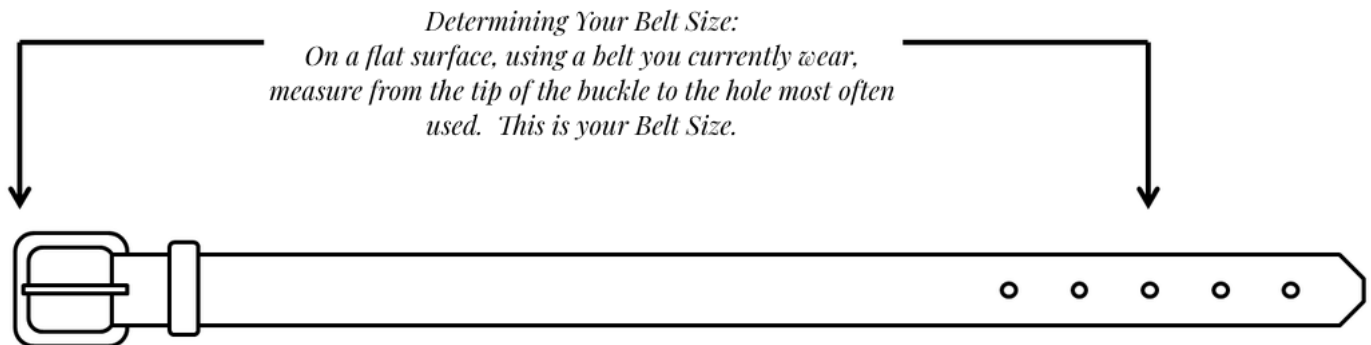 Determining Your Belt Size:
On a flat surface, using a belt you currently wear,
measure from the tip of the buckle to the hole most often
used.  This is your Belt Size.